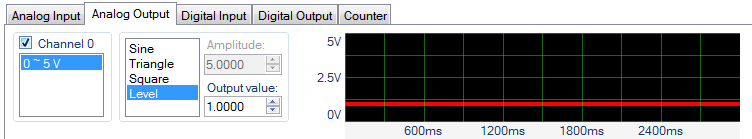 Analog Input Analog Output Digital Input Digital Output Counter
Channel 0
0 ~ 5 V
Sine
Triangle
Square
Level
Amplitude:
5.0000
Output value:
1.0000
5V
2.5V
0V
600ms 1200ms 1800ms 2400ms